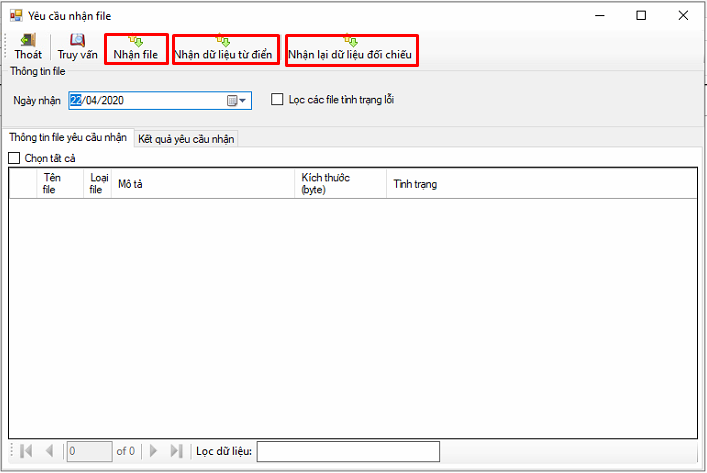 Yêu cầu nhận file
Thoát Truy vấn Nhận file Nhận dữ liệu từ điển Nhận lại dữ liệu đối chiếu
Thông tin file
Ngày nhận 22/04/2020 Lọc các file tình trạng lỗi
Thông tin file yêu cầu nhận Kết quả yêu cầu nhận
Chọn tất cả
Tên file Loại file Mô tả Kích thước (byte) Tình trạng
0 of 0 Lọc dữ liệu: